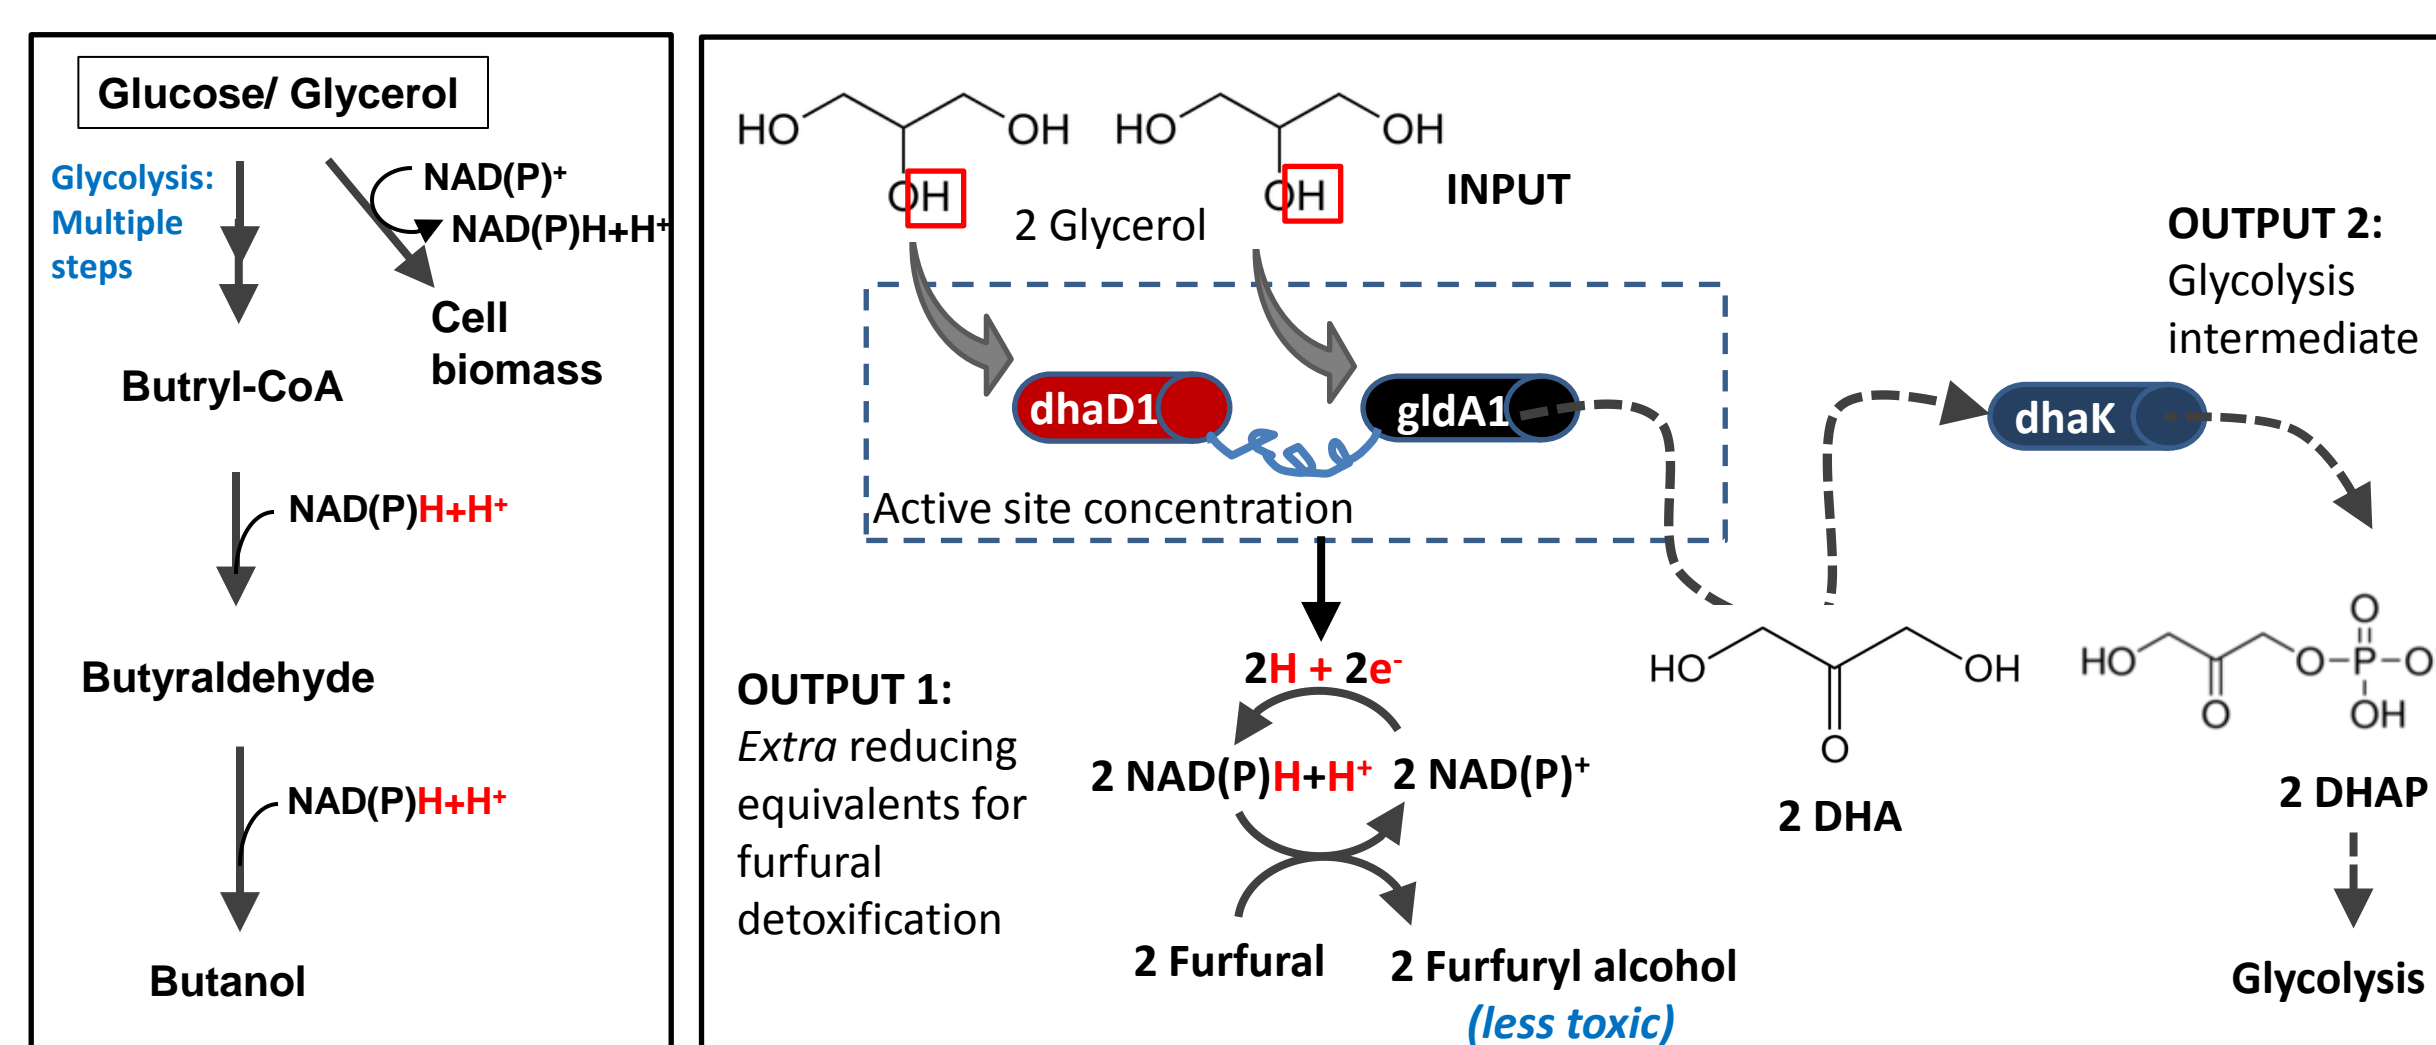 Glucose/ Glycerol
Glycolysis:
Multiple
steps
NAD(P)+
NAD(P)H+H+
Cell
biomass
Butryl-CoA
NAD(P)H+H+
Butyraldehyde
NAD(P)H+H+
Butanol
HO
OH
OH
HO
OH
OH
2 Glycerol
INPUT
dhaD1
gldA1
Active site concentration
OUTPUT 2:
Glycolysis
intermediate
dhaK
2H + 2e-
OUTPUT 1:
Extra reducing
equivalents for
furfural
detoxification
2 NAD(P)H+H+
2 NAD(P)+
2 Furfural
2 Furfuryl alcohol
(less toxic)
HO
OH
O
2 DHA
HO
O
O
P
O
O
OH
2 DHAP
Glycolysis